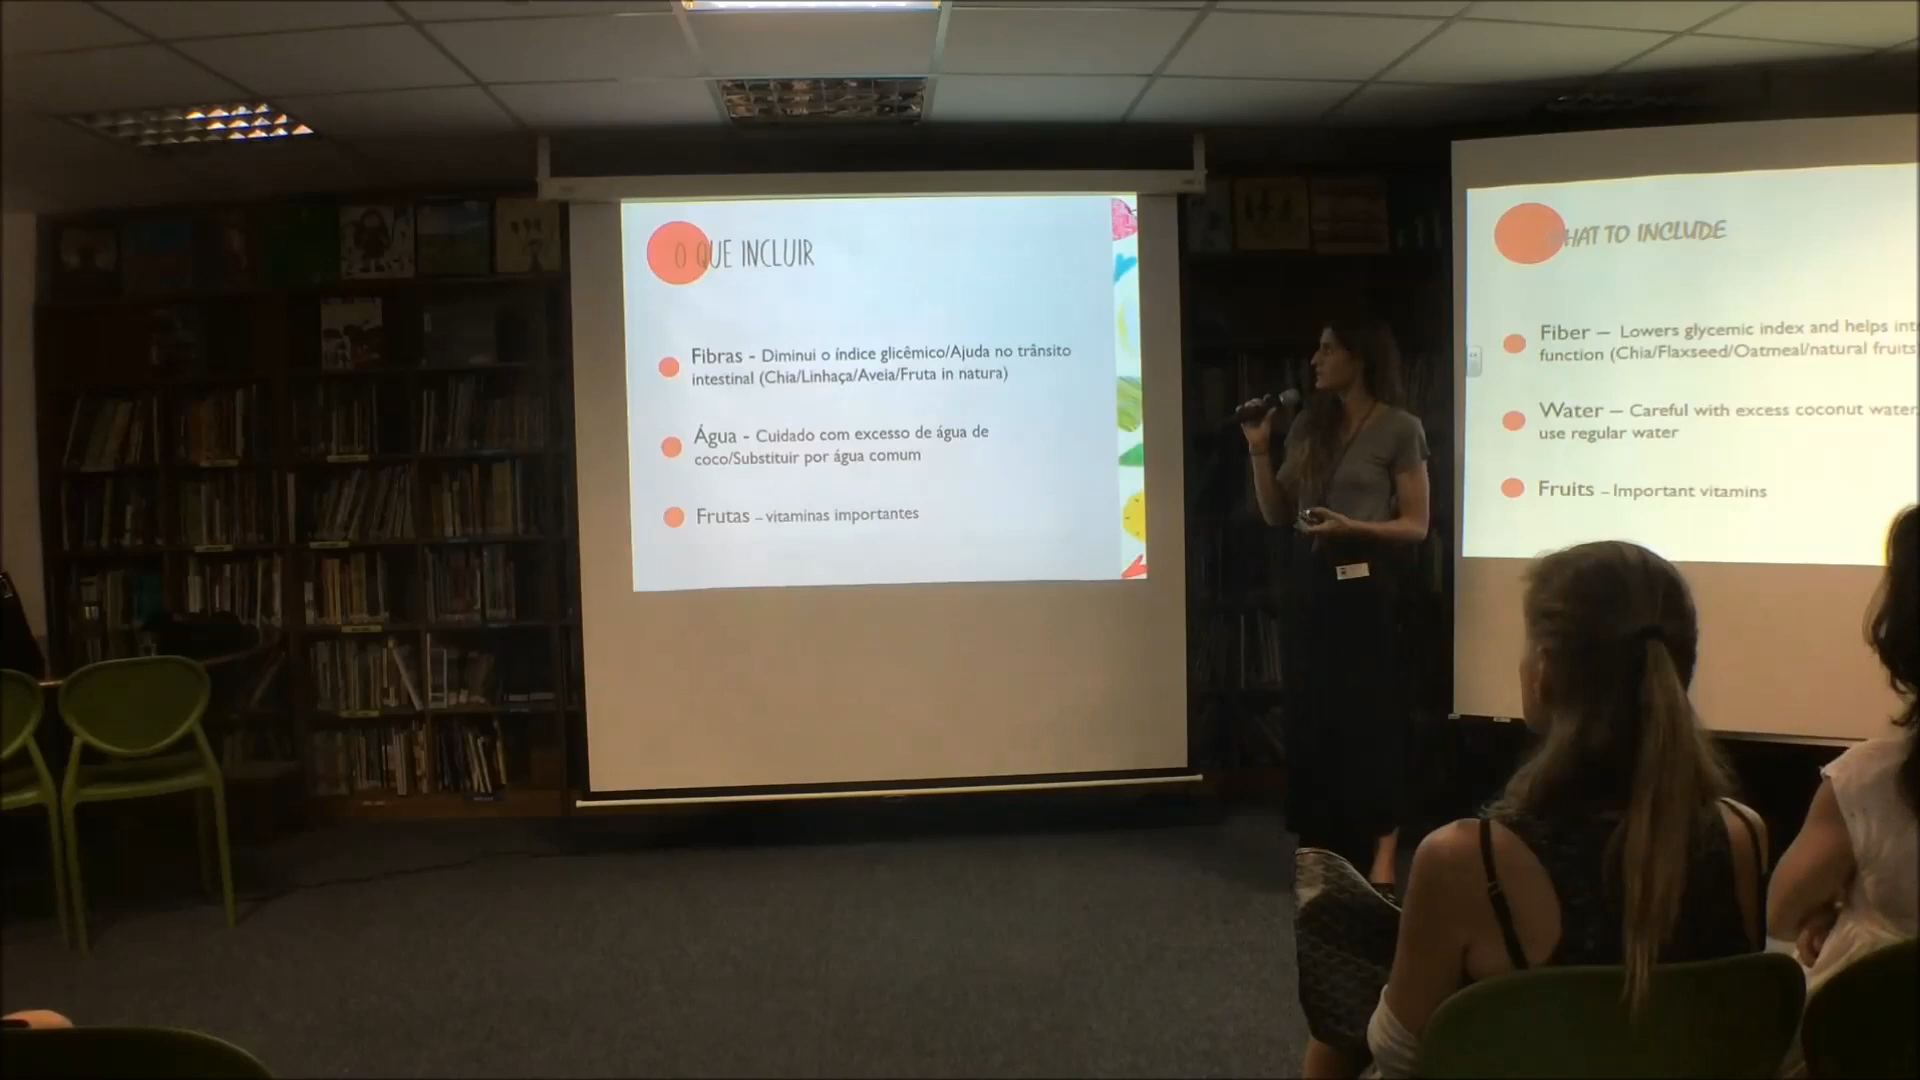 O QUE INCLUIR
Fibras - Diminui o índice glicêmico/Ajuda no trânsito
intestinal (Chia/Linhaça/Aveia/Fruta in natura)
Água - Cuidado com excesso de água de
coco/Substituir por água comum
Frutas – vitaminas importantes
WHAT TO INCLUDE
Fiber – Lowers glycemic index and helps
function (Chia/Flaxseed/Oatmeal/natural fruits
Water – Careful with excess coconut water
use regular water
Fruits – Important vitamins